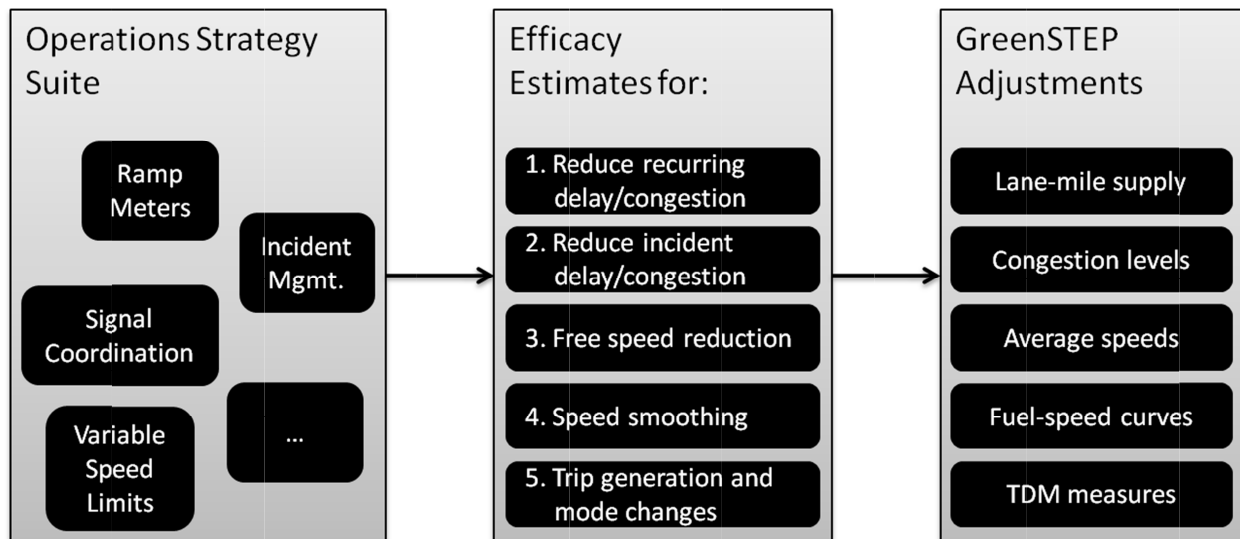 Operations Strategy
Suite
Ramp
Meters
Incident
Mgmt.
Signal
Coordination
...
Variable
Speed
Limits
Efficacy
Estimates for:
1. Reduce recurring
delay/congestion
2. Reduce incident
delay/congestion
3. Free speed reduction
4. Speed smoothing
5. Trip generation and
mode changes
GreenSTEP
Adjustments
Lane-mile supply
Congestion levels
Average speeds
Fuel-speed curves
TDM measures